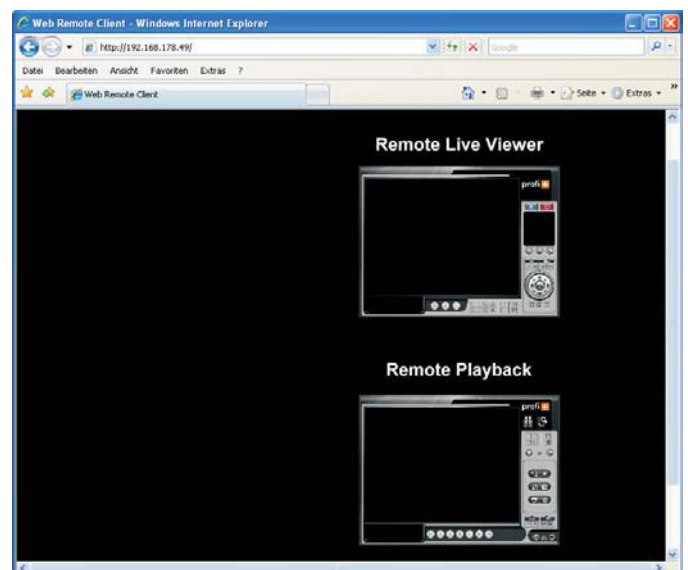 Web Remote Client - Windows Internet Explorer
http://192.168.178.49/
Google
Datei Bearbeiten Ansicht Favoriten Extras ?
Web Remote Client
Seite
Extras
Remote Live Viewer
profi
Remote Playback
profi